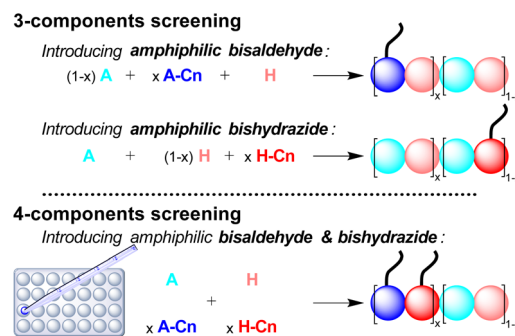 3-components screening
Introducing amphiphilic bisaldehyde :
(1-x) A + x A-Cn + H
x 1-
Introducing amphiphilic bishydrazide :
A + (1-x) H + x H-Cn
x 1-
4-components screening
Introducing amphiphilic bisaldehyde & bishydrazide :
A H
+
x A-Cn x H-Cn
x 1-